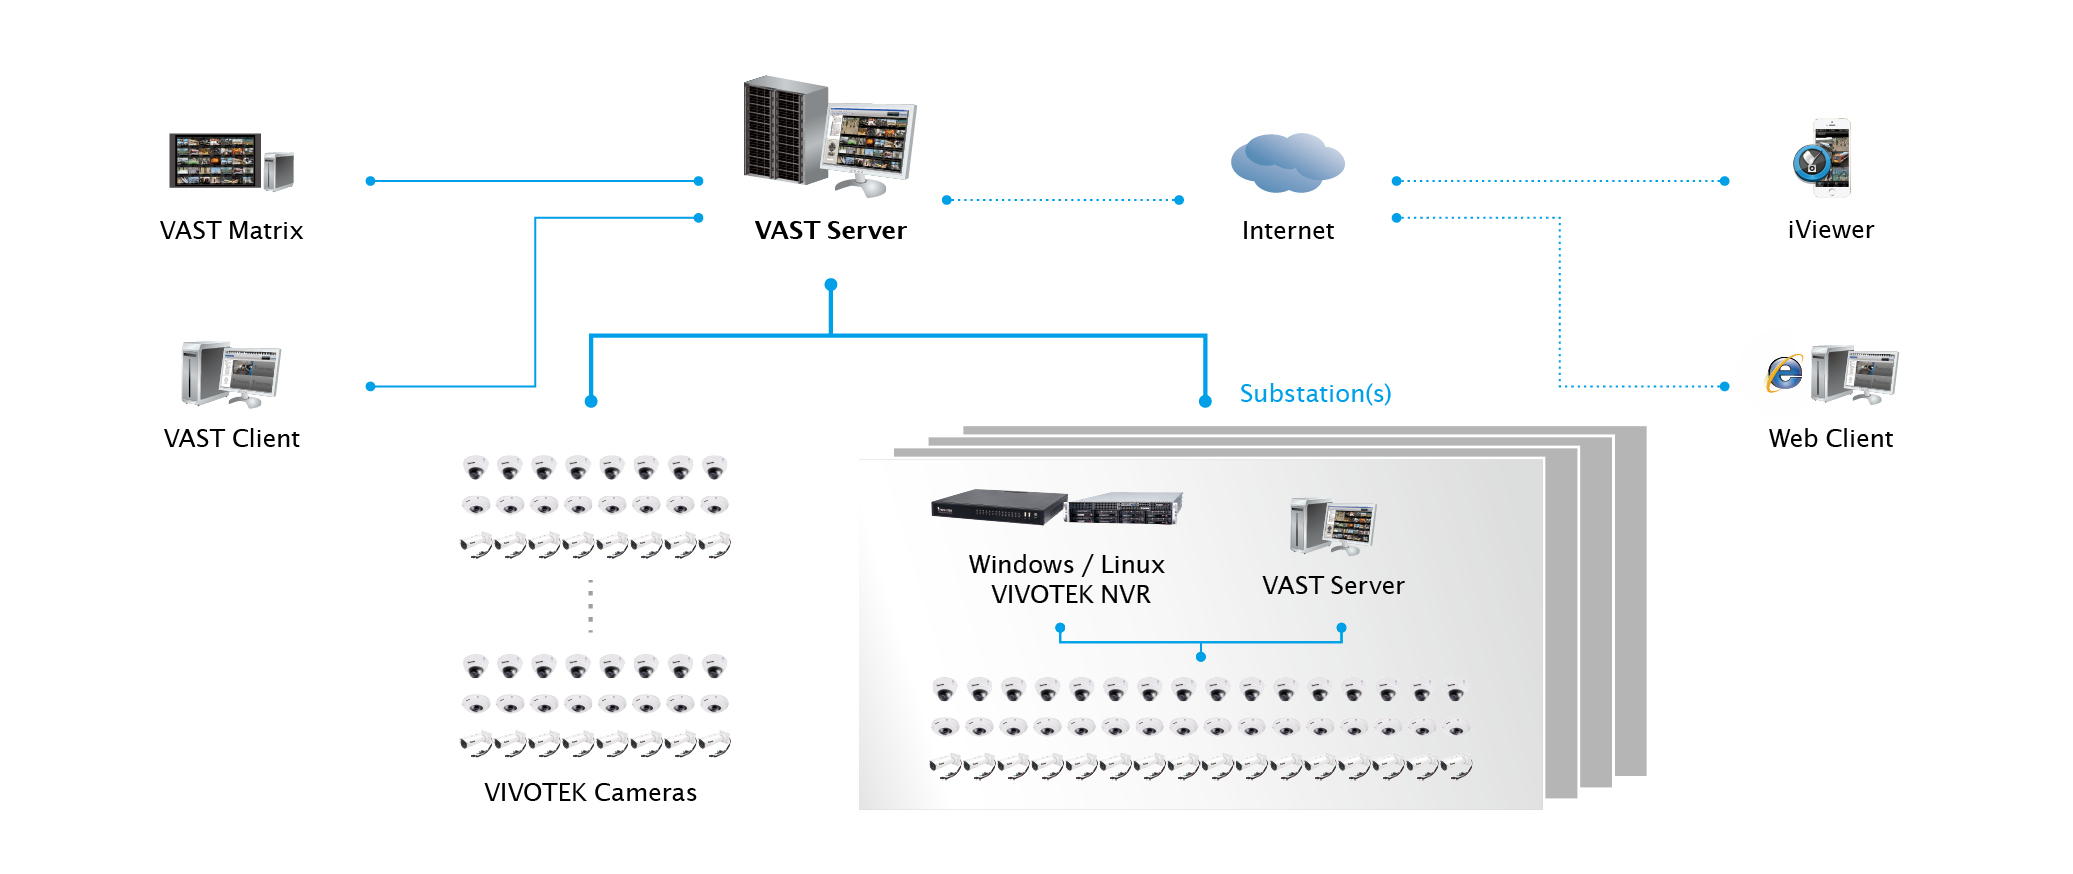 VAST Matrix
VAST Server
Internet
iViewer
VAST Client
Substation(s)
Web Client
Windows / Linux
VIVOTEK NVR
VAST Server
VIVOTEK Cameras